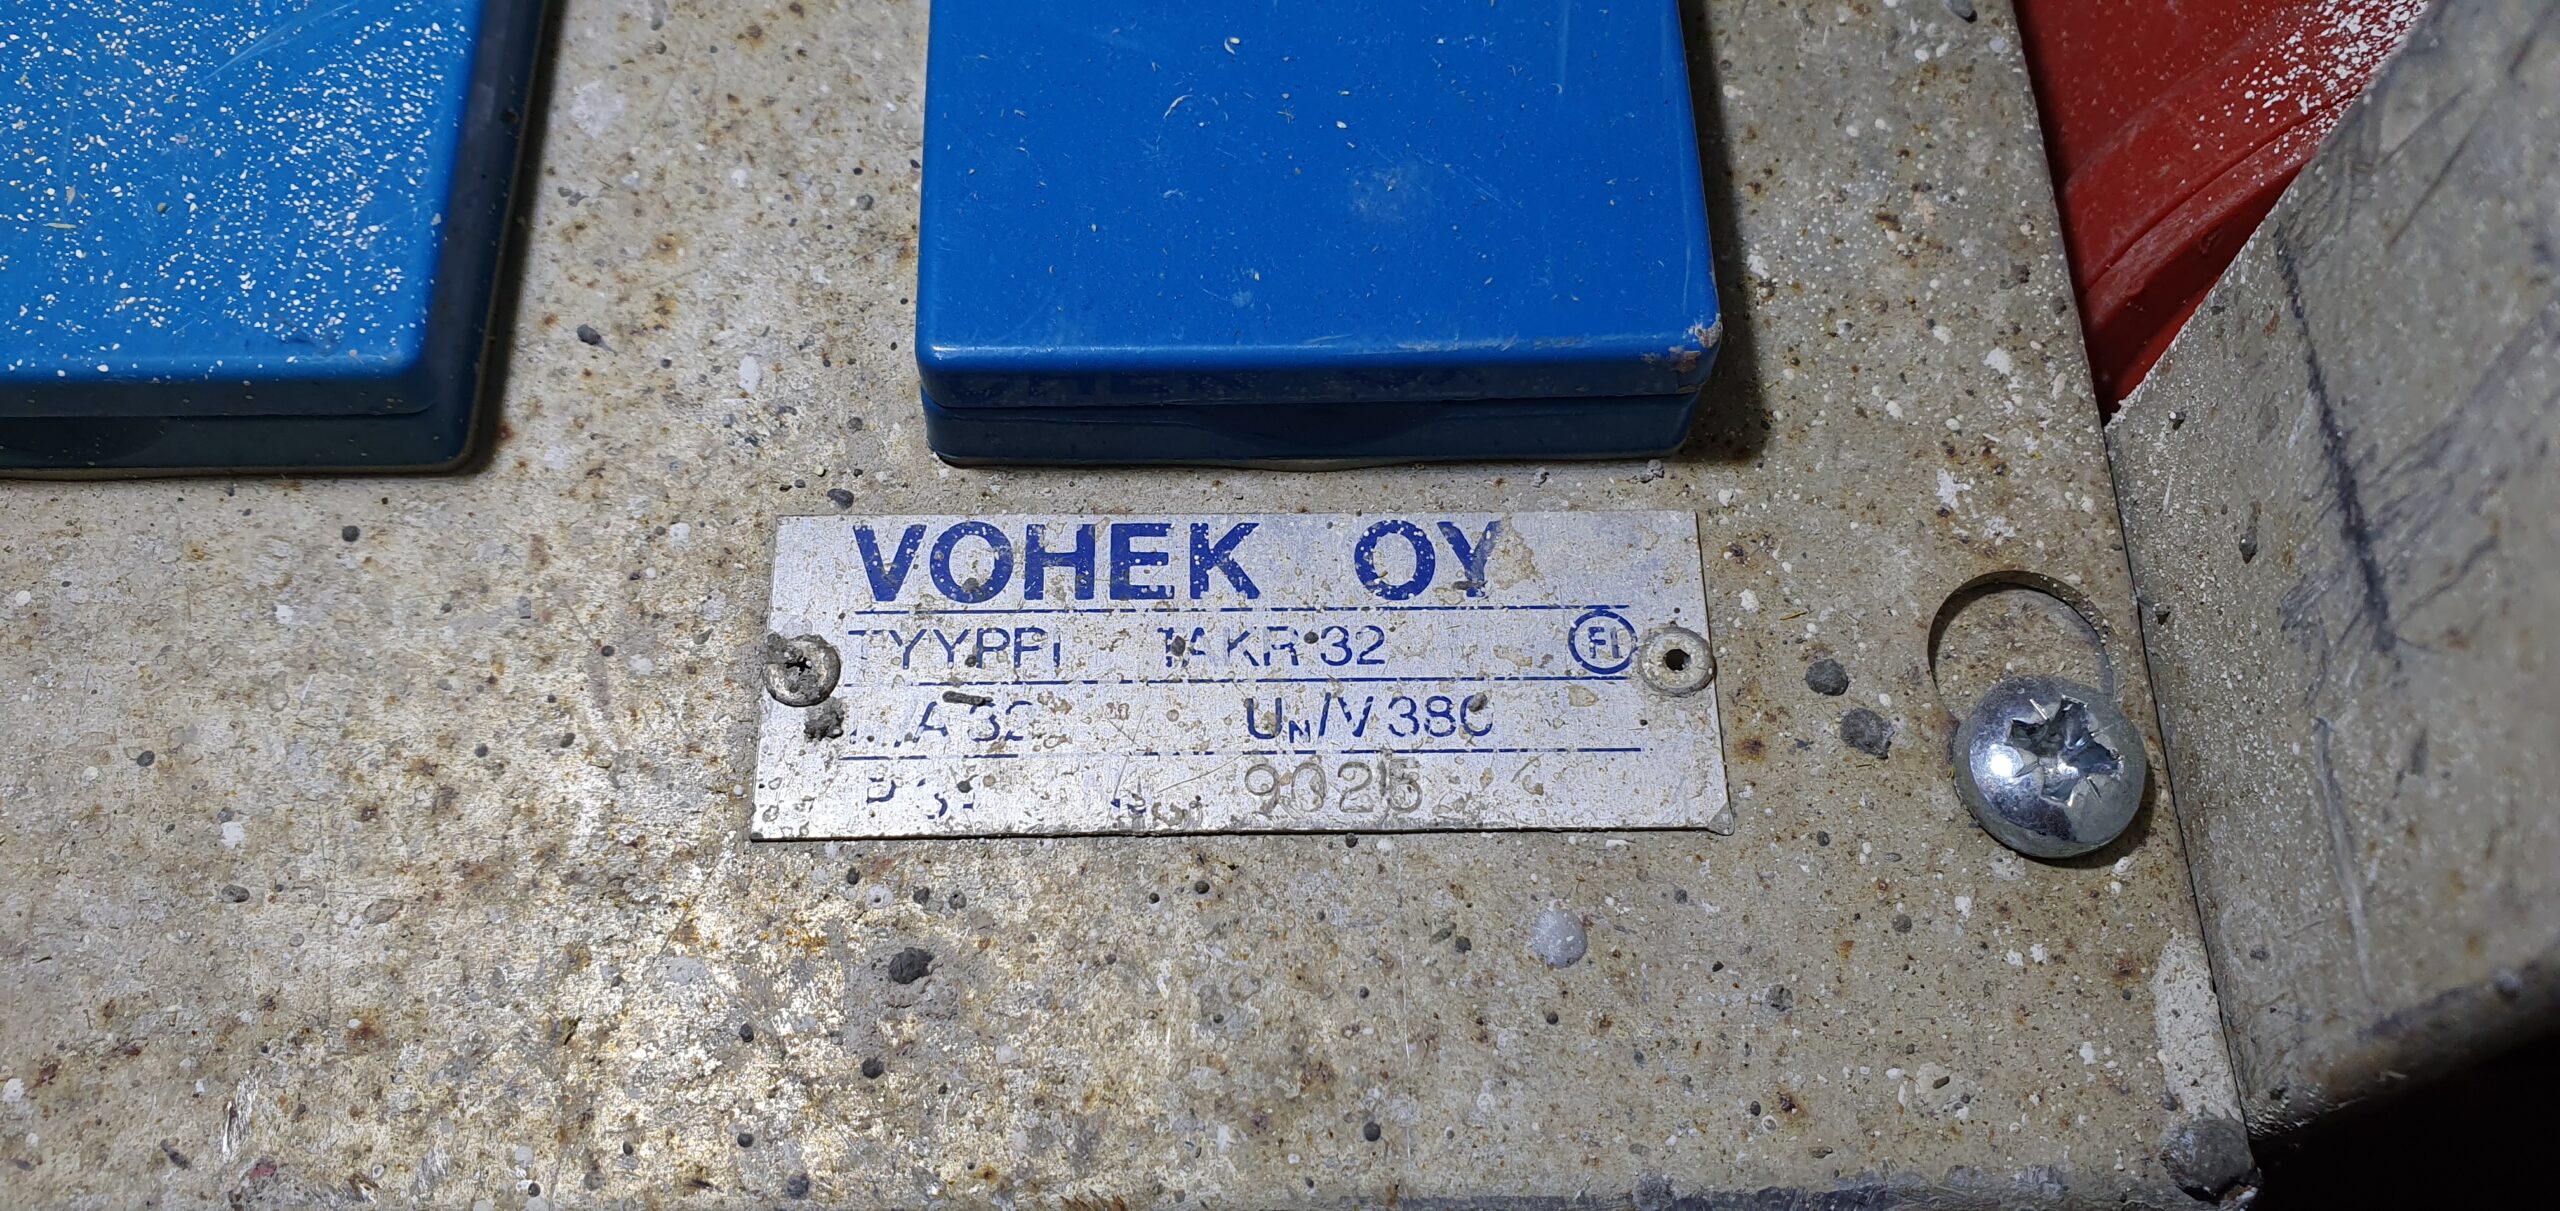 VOHEK OY
TYYPPI TAKR 32 FI
A 32 UN/V 380
9025